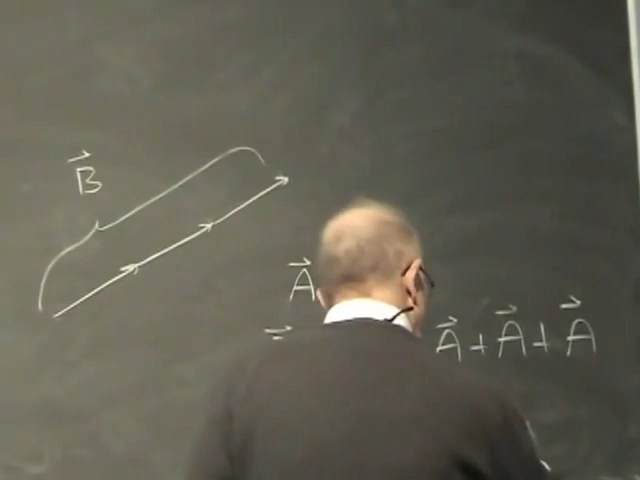 B⃗
A⃗
A⃗ + A⃗ + A⃗